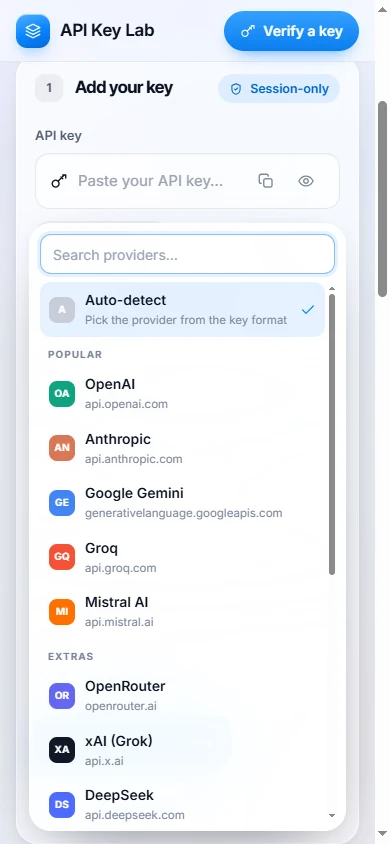 API Key Lab
Verify a key
1
Add your key
Session-only
API key
Paste your API key...
Search providers...
A
Auto-detect
Pick the provider from the key format
POPULAR
OA
OpenAI
api.openai.com
AN
Anthropic
api.anthropic.com
GE
Google Gemini
generativelanguage.googleapis.com
GQ
Groq
api.groq.com
MI
Mistral AI
api.mistral.ai
EXTRAS
OR
OpenRouter
openrouter.ai
XA
xAI (Grok)
api.x.ai
DS
DeepSeek
api.deepseek.com